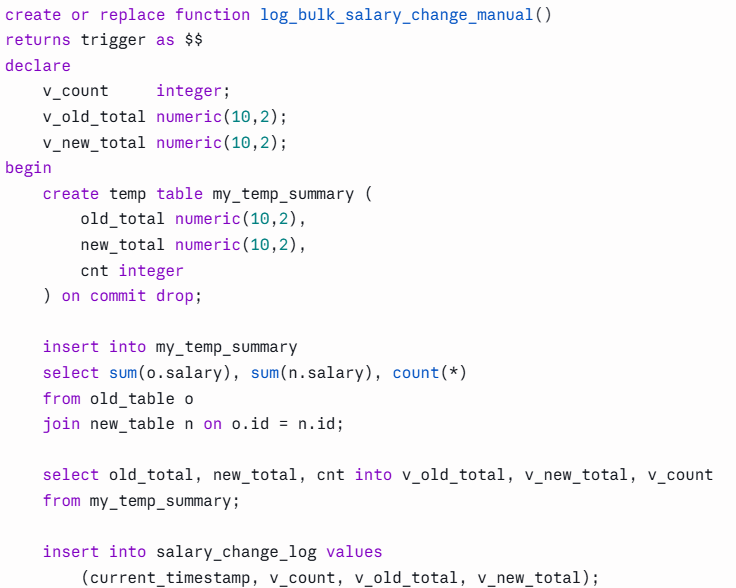 create or replace function log_bulk_salary_change_manual()
returns trigger as $$
declare
    v_count     integer;
    v_old_total numeric(10,2);
    v_new_total numeric(10,2);
begin
    create temp table my_temp_summary (
        old_total numeric(10,2),
        new_total numeric(10,2),
        cnt integer
    ) on commit drop;

    insert into my_temp_summary
    select sum(o.salary), sum(n.salary), count(*)
    from old_table o
    join new_table n on o.id = n.id;

    select old_total, new_total, cnt into v_old_total, v_new_total, v_count
    from my_temp_summary;

    insert into salary_change_log values
        (current_timestamp, v_count, v_old_total, v_new_total);